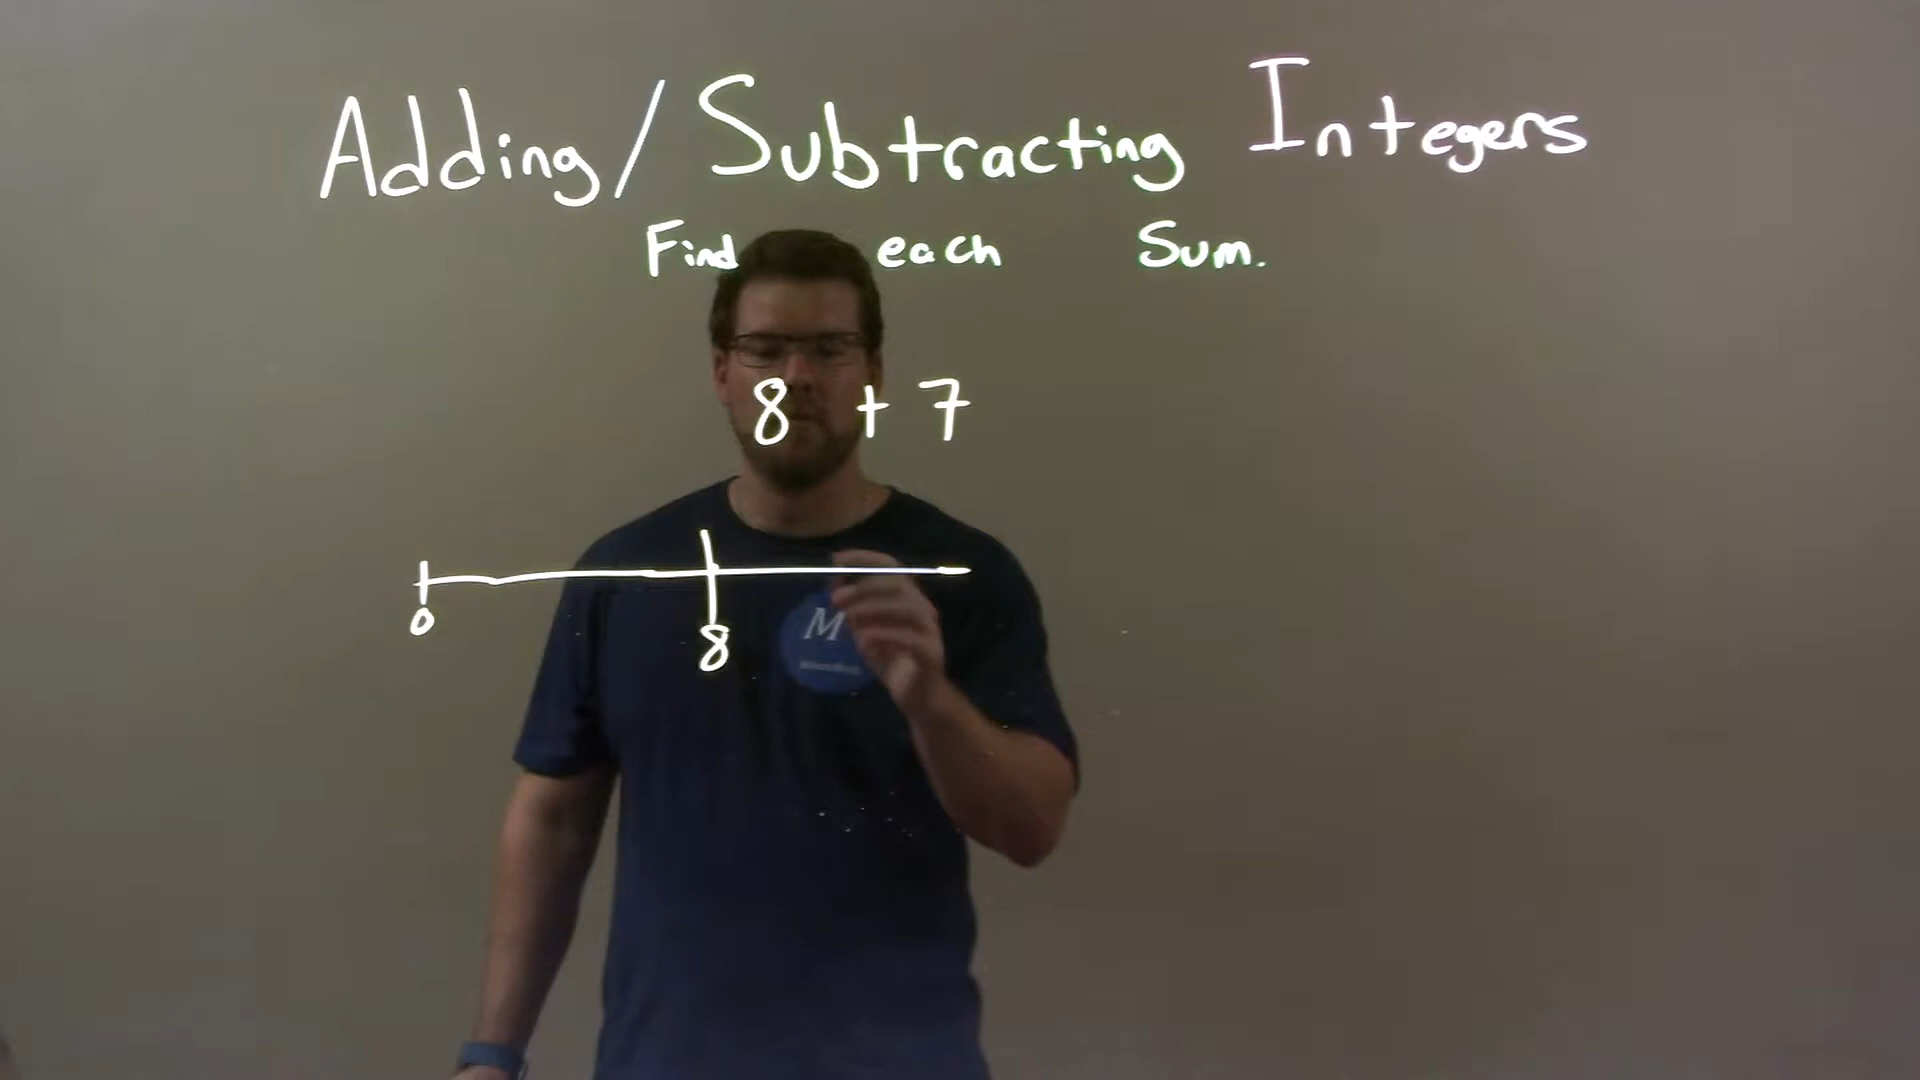 Adding/Subtracting Integers
Find each Sum.
8 + 7
0
8
M